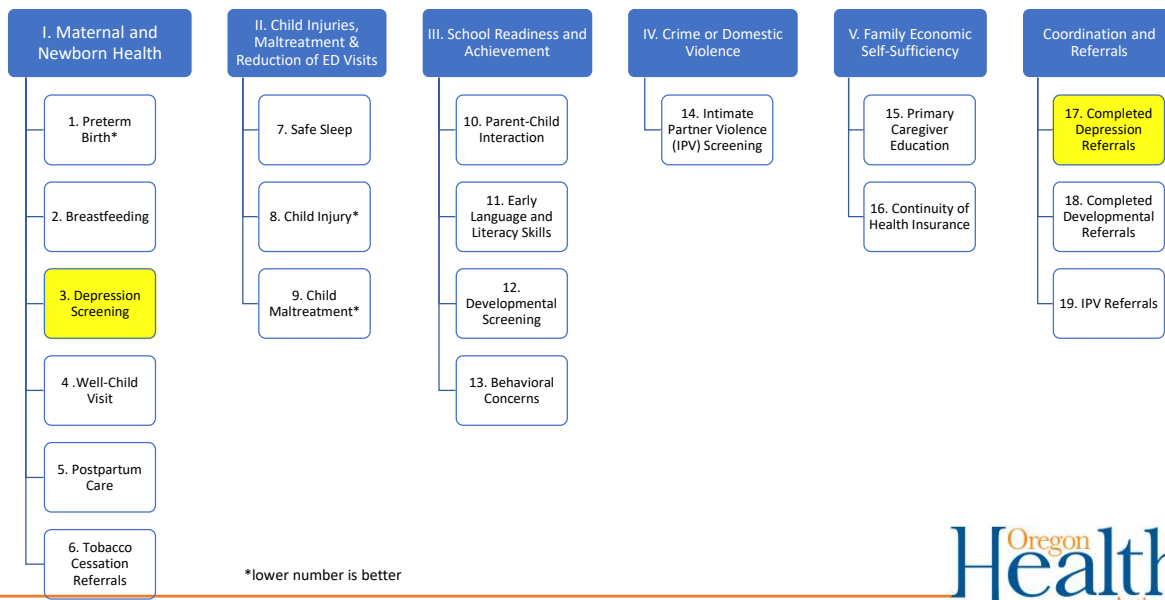 I. Maternal and
Newborn Health
1. Preterm
Birth*
2. Breastfeeding
3. Depression
Screening
4 .Well-Child
Visit
5. Postpartum
Care
6. Tobacco
Cessation
Referrals
II. Child Injuries,
Maltreatment &
Reduction of ED Visits
7. Safe Sleep
8. Child Injury*
9. Child
Maltreatment*
III. School Readiness and
Achievement
10. Parent-Child
Interaction
11. Early
Language and
Literacy Skills
12.
Developmental
Screening
13. Behavioral
Concerns
IV. Crime or Domestic
Violence
14. Intimate
Partner Violence
(IPV) Screening
V. Family Economic
Self-Sufficiency
15. Primary
Caregiver
Education
16. Continuity of
Health Insurance
Coordination and
Referrals
17. Completed
Depression
Referrals
18. Completed
Developmental
Referrals
19. IPV Referrals
*lower number is better
Oregon
Health